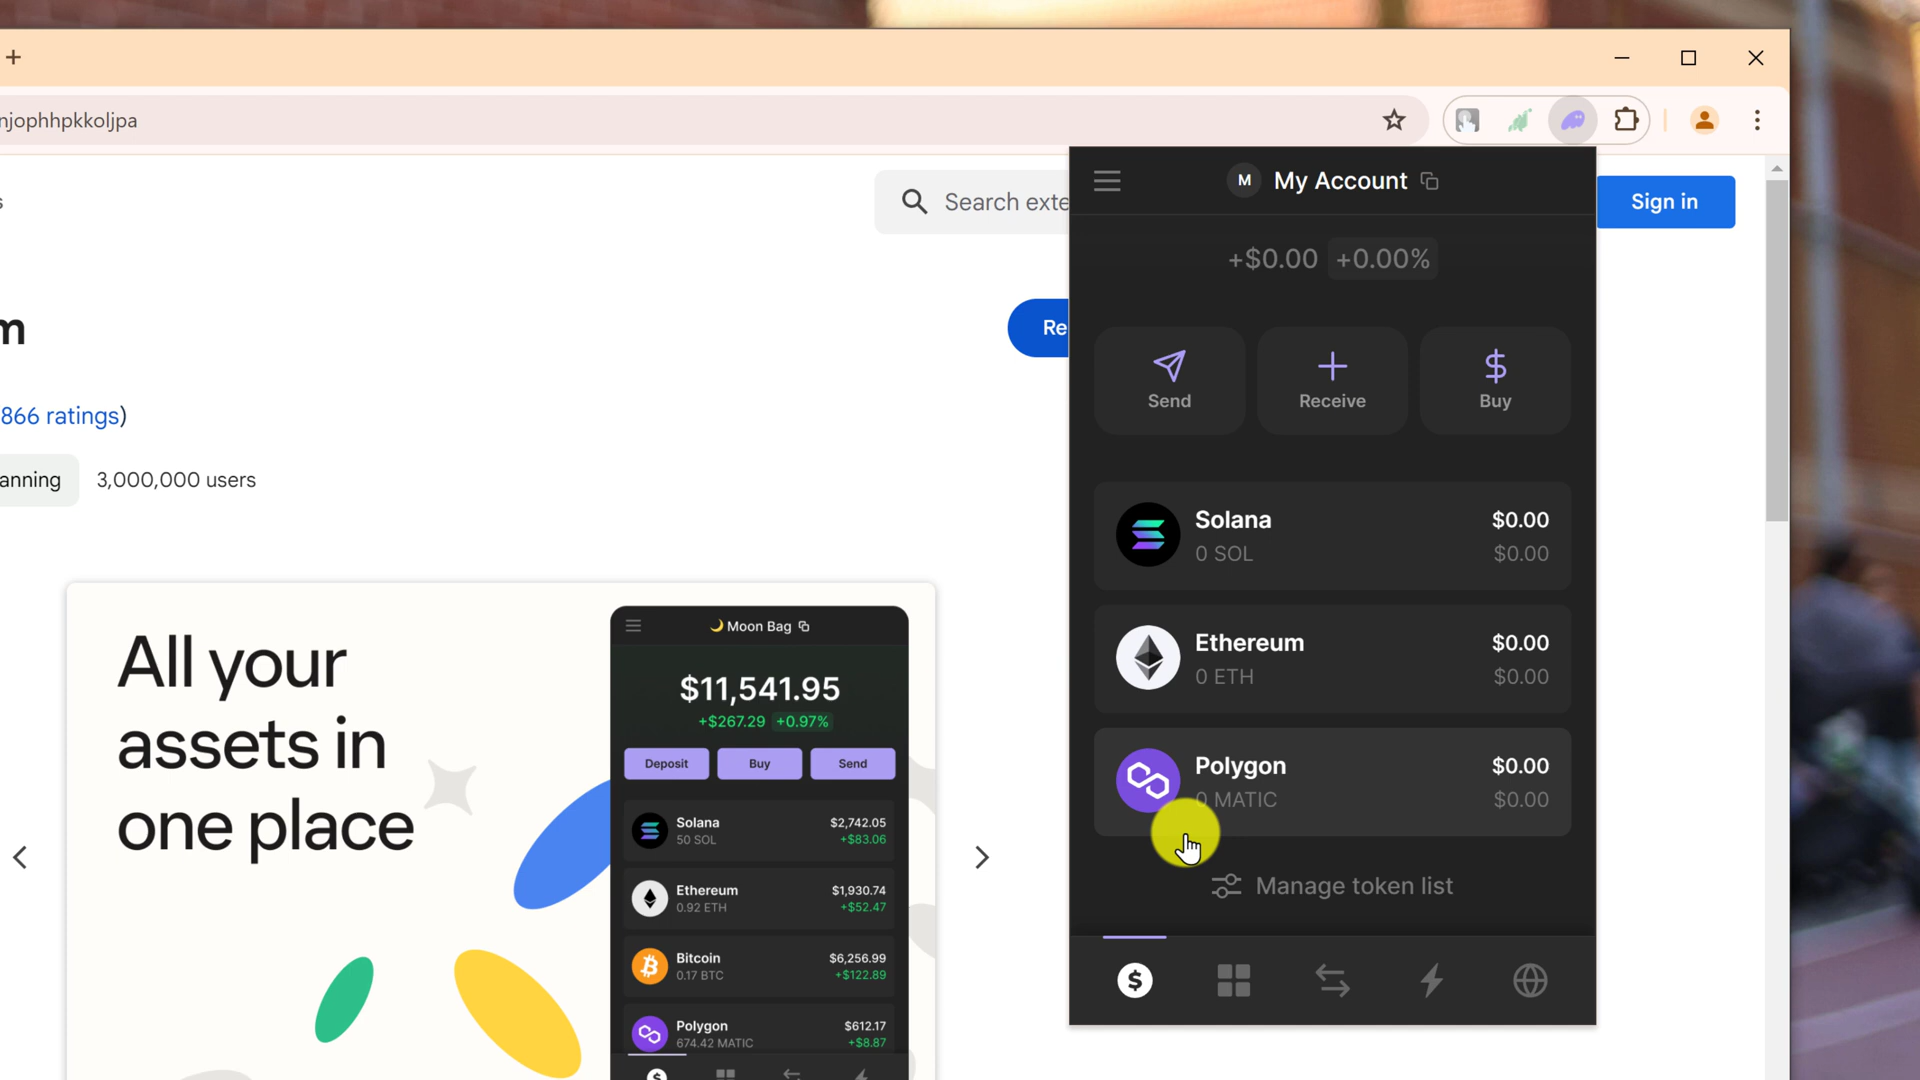 njophhpkkoljpa
s
Search exte
M My Account
Sign in
+$0.00 +0.00%
m
Re
Send
Receive
Buy
866 ratings)
anning
3,000,000 users
Solana $0.00
0 SOL $0.00
Ethereum $0.00
0 ETH $0.00
Polygon $0.00
0 MATIC $0.00
Manage token list
All your
assets in
one place
Moon Bag
$11,541.95
+$267.29 +0.97%
Deposit
Buy
Send
Solana $2,742.05
50 SOL +$83.06
Ethereum $1,930.74
0.92 ETH +$52.47
Bitcoin $6,256.99
0.17 BTC +$122.89
Polygon $612.17
674.42 MATIC +$8.87